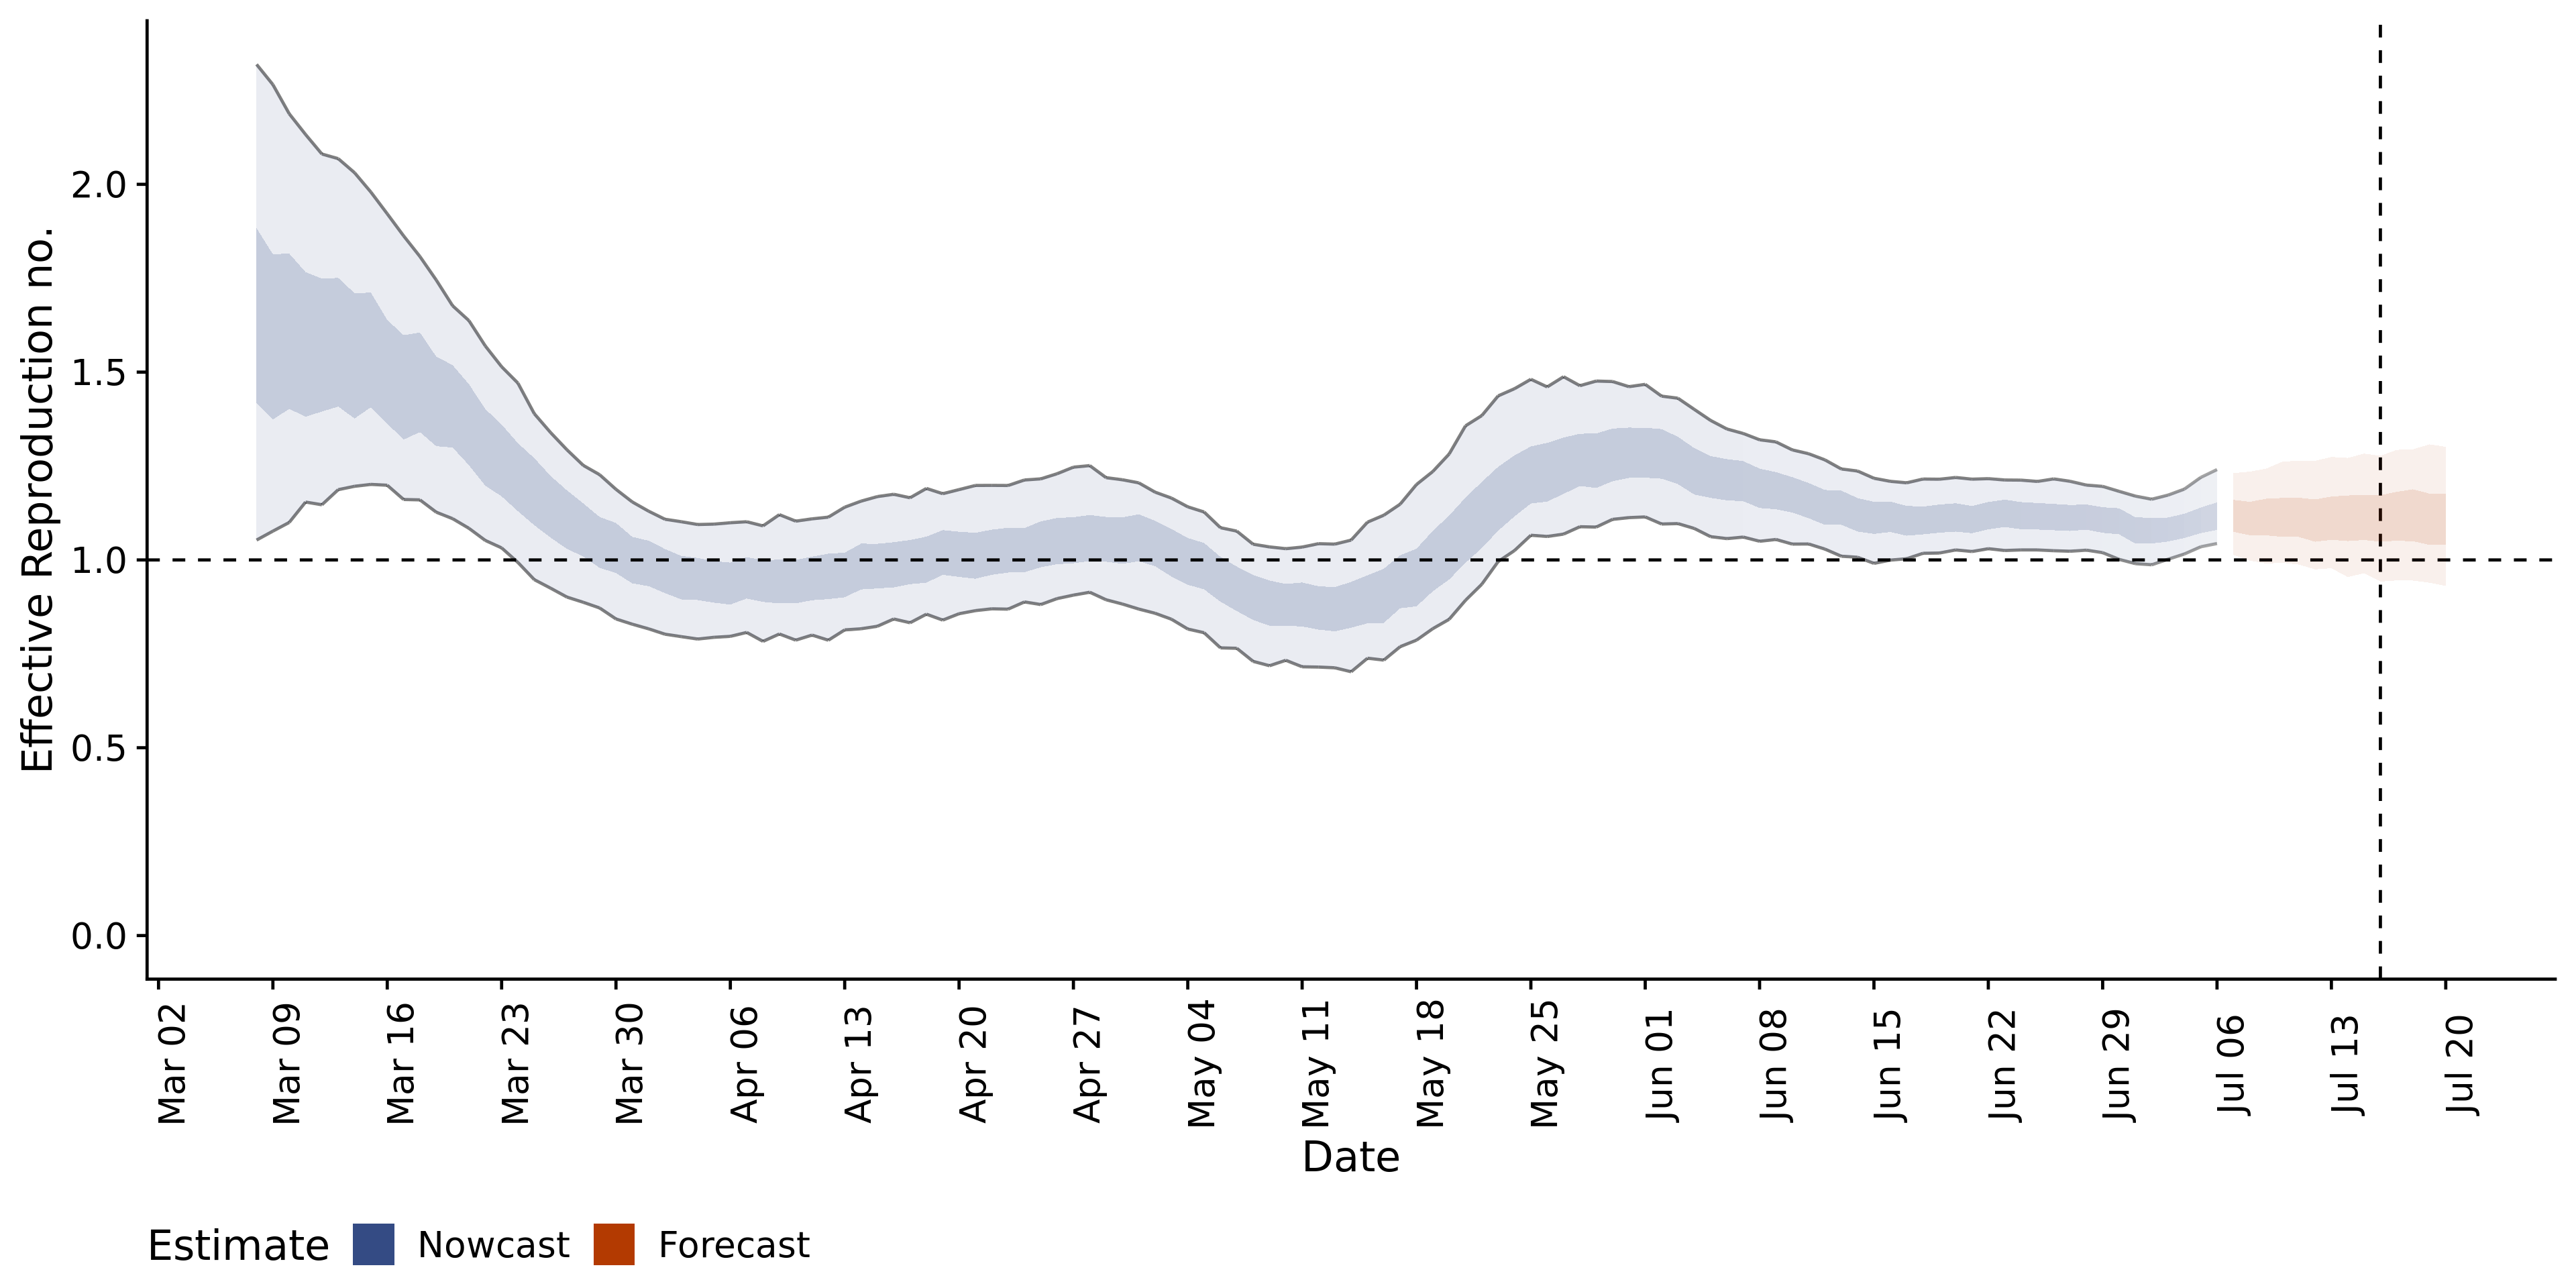 Effective Reproduction no.
2.0
1.5
1.0
0.5
0.0
Mar 02
Mar 09
Mar 16
Mar 23
Mar 30
Apr 06
Apr 13
Apr 20
Apr 27
May 04
May 11
May 18
May 25
Jun 01
Jun 08
Jun 15
Jun 22
Jun 29
Jul 06
Jul 13
Jul 20
Date
Estimate Nowcast Forecast